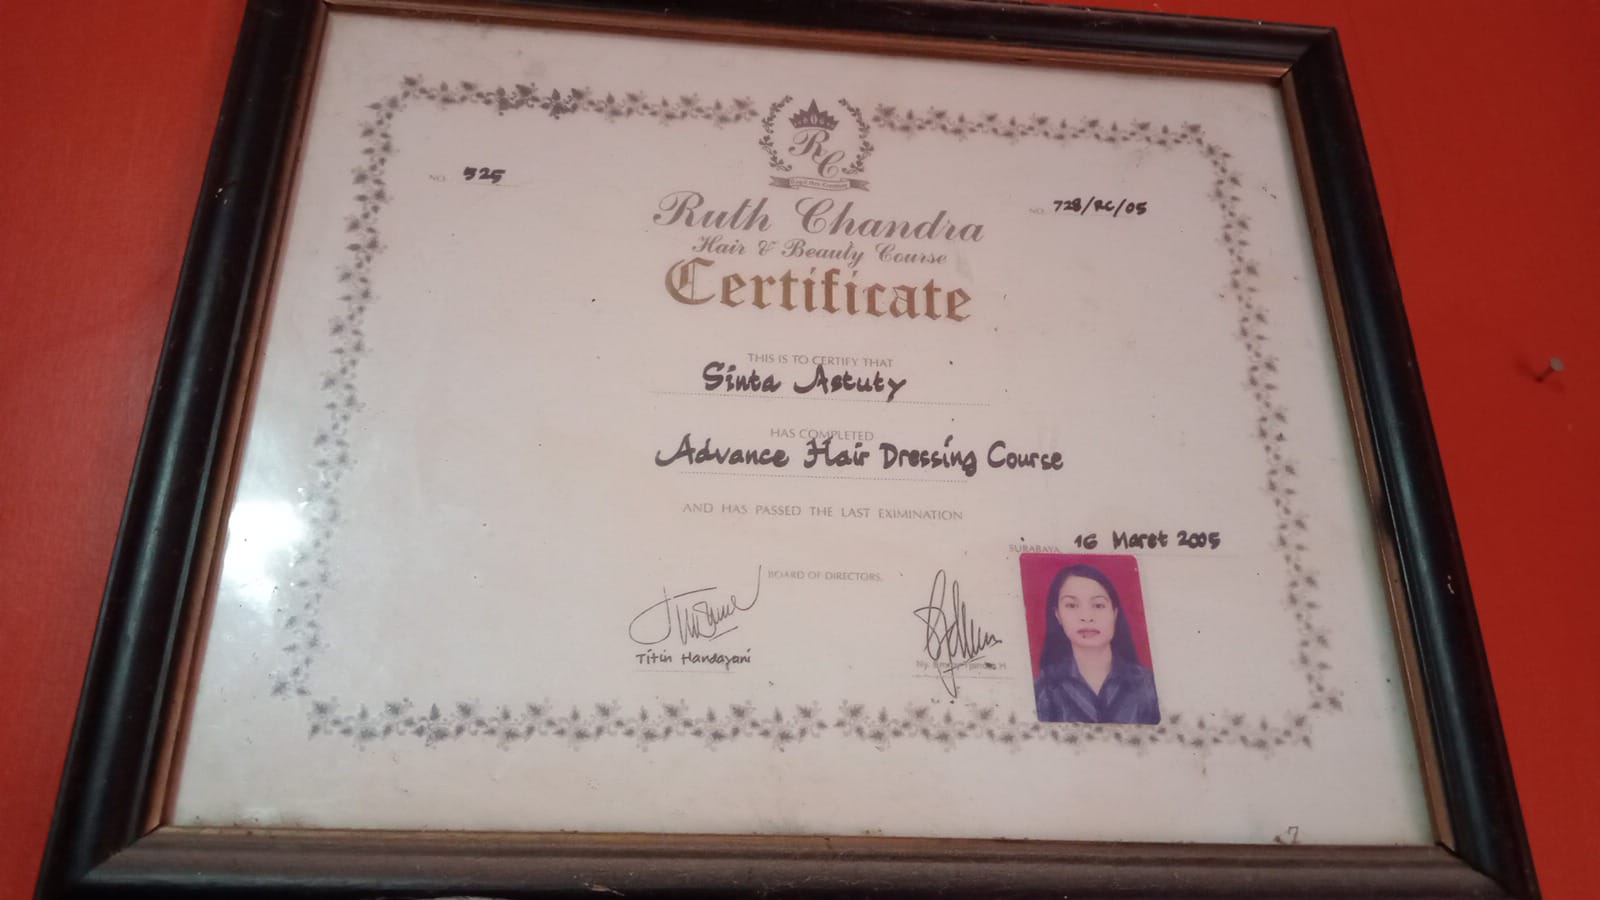 RC
NO. 525
NO. 728/RC/05
Ruth Chandra
Hair & Beauty Course
Certificate
THIS IS TO CERTIFY THAT
Sinta Astuty
HAS COMPLETED
Advance Hair Dressing Course
AND HAS PASSED THE LAST EXIMINATION
SURABAYA, 16 Maret 2005
BOARD OF DIRECTORS,
Titin Handayani
Ny.
H
7